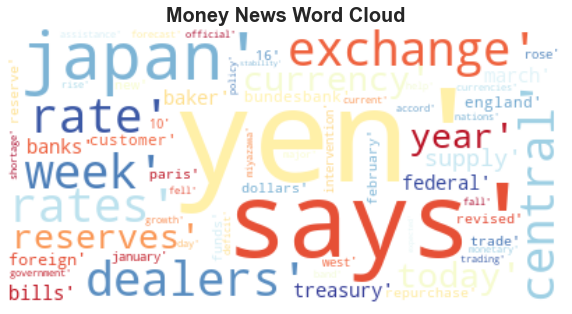 Money News Word Cloud
assistance' forecast' official'
japan' exchange' rose'
rise' stability' policy' 16' currency' march'
reserve' baker' bundesbank' current' currencies'
rate' yen' accord' england'
10' nations'
shortage' banks' customer' year'
intervention' february' miyazawa'
week' paris' supply'
fell' dollars' federal' central'
rates' says' fall'
growth' revised'
reserves' day' funds' deficit' trade'
foreign' january' west' monetary'
government' trading'
dealers' today'
bills' treasury' repurchase'